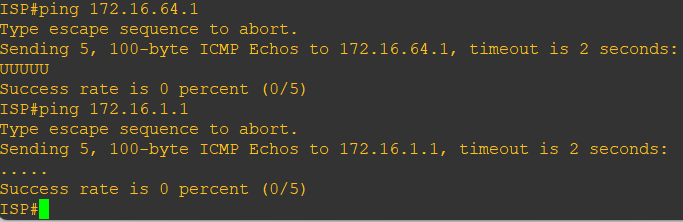 ISP#ping 172.16.64.1
Type escape sequence to abort.
Sending 5, 100-byte ICMP Echos to 172.16.64.1, timeout is 2 seconds:
UUUUU
Success rate is 0 percent (0/5)
ISP#ping 172.16.1.1
Type escape sequence to abort.
Sending 5, 100-byte ICMP Echos to 172.16.1.1, timeout is 2 seconds:
.....
Success rate is 0 percent (0/5)
ISP#